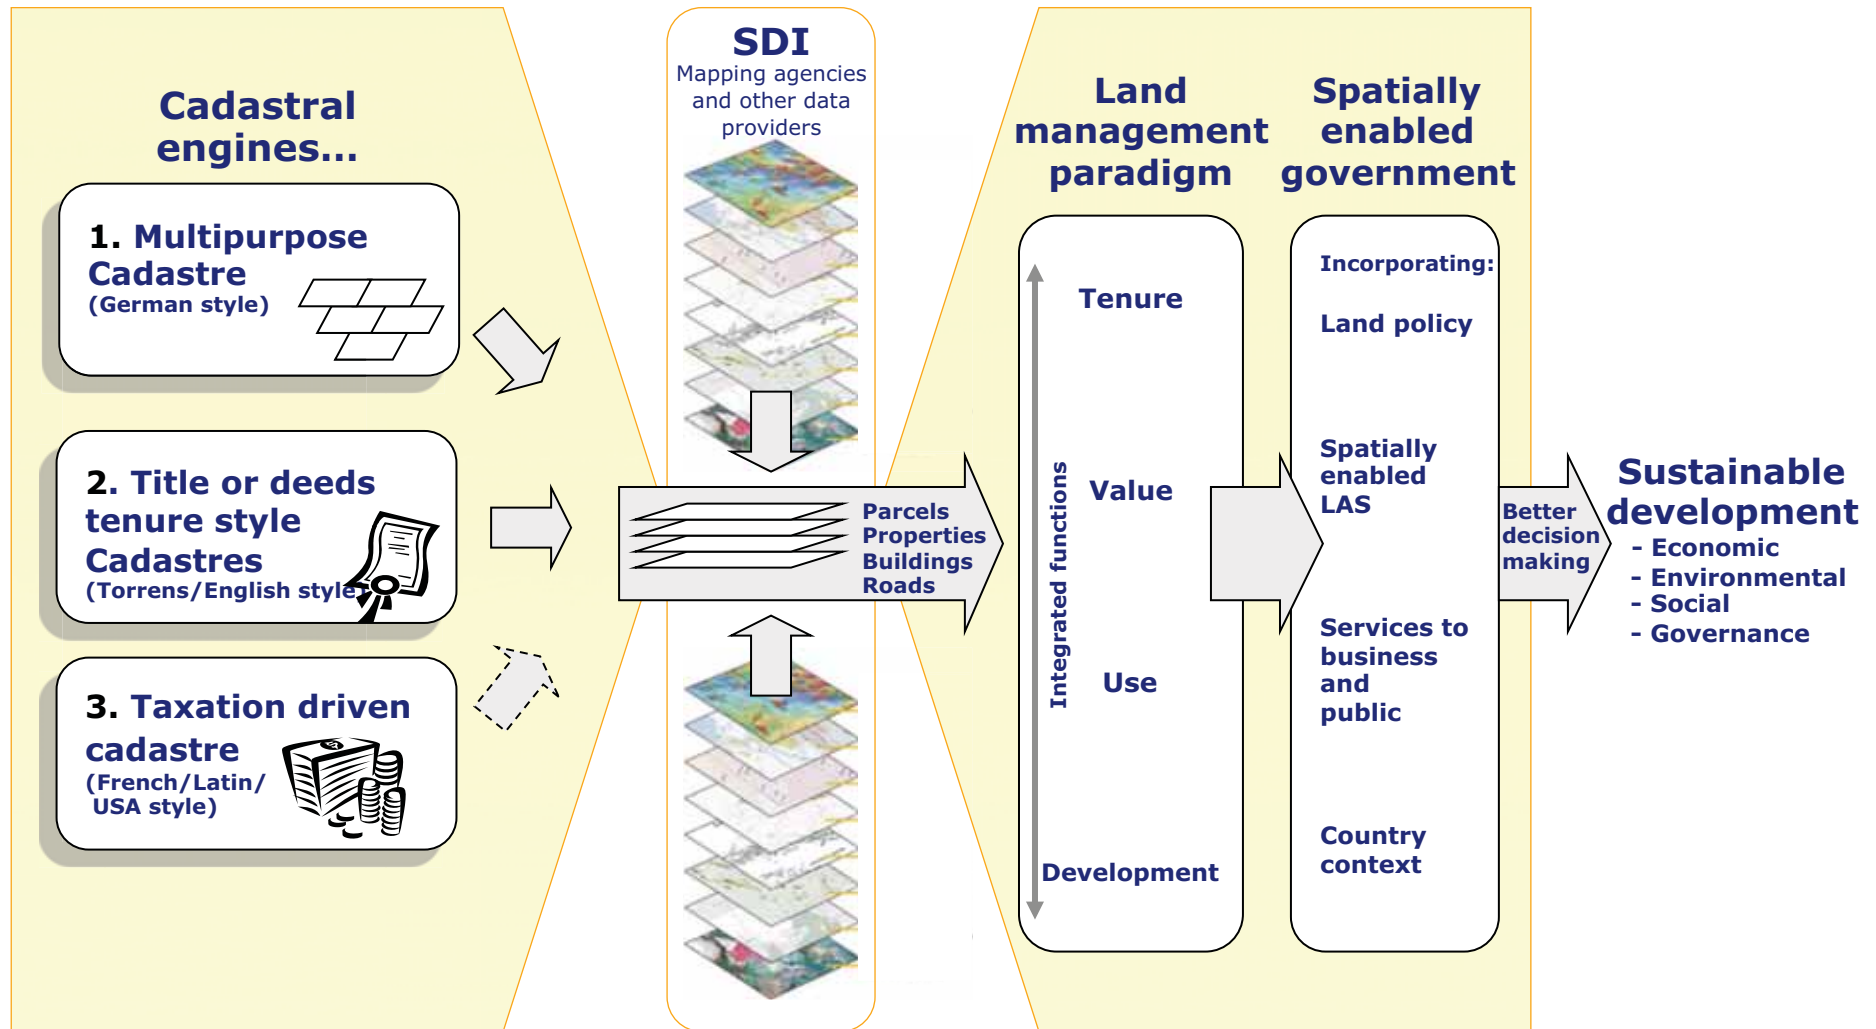 Cadastral
engines...
1. Multipurpose
Cadastre
(German style)
2. Title or deeds
tenure style
Cadastres
(Torrens/English style)
3. Taxation driven
cadastre
(French/Latin/
USA style)
SDI
Mapping agencies
and other data
providers
Parcels
Properties
Buildings
Roads
Land
management
paradigm
Integrated functions
Tenure
Value
Use
Development
Spatially
enabled
government
Incorporating:
Land policy
Spatially
enabled
LAS
Services to
business
and
public
Country
context
Better
decision
making
Sustainable
development
- Economic
- Environmental
- Social
- Governance